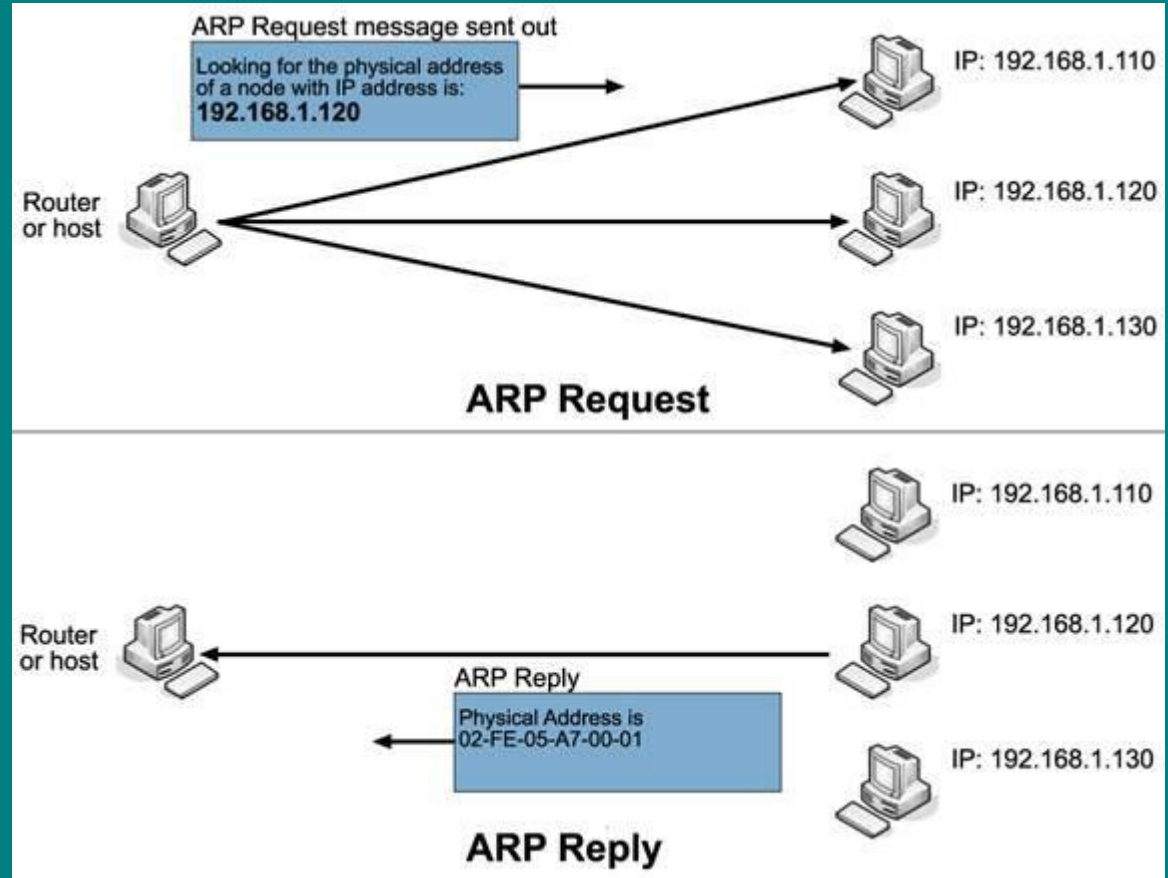 ARP Request message sent out
Looking for the physical address
of a node with IP address is:
192.168.1.120
IP: 192.168.1.110
Router
or host
IP: 192.168.1.120
IP: 192.168.1.130
ARP Request
IP: 192.168.1.110
Router
or host
IP: 192.168.1.120
ARP Reply
Physical Address is
02-FE-05-A7-00-01
IP: 192.168.1.130
ARP Reply